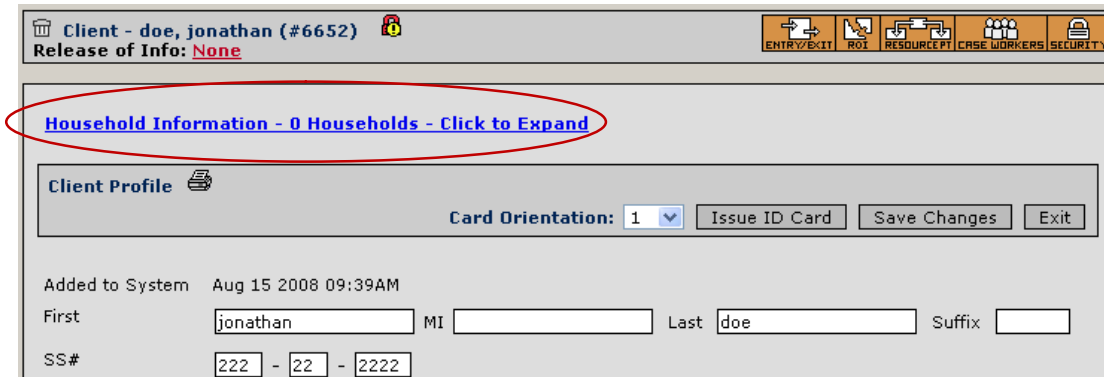 Client - doe, jonathan (#6652)
Release of Info: None
ENTRY/EXIT ROI RESOURCE PT CASE WORKERS SECURITY
Household Information - 0 Households - Click to Expand
Client Profile
Card Orientation: 1 Issue ID Card Save Changes Exit
Added to System Aug 15 2008 09:39AM
First jonathan MI Last doe Suffix
SS# 222 - 22 - 2222